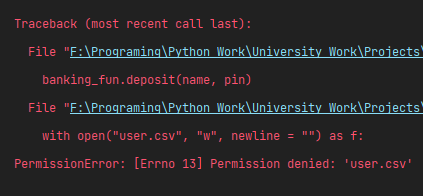 Traceback (most recent call last):
File "F:\Programing\Python Work\University Work\Projects\
banking_fun.deposit(name, pin)
File "F:\Programing\Python Work\University Work\Projects\
with open("user.csv", "w", newline = "") as f:
PermissionError: [Errno 13] Permission denied: 'user.csv'